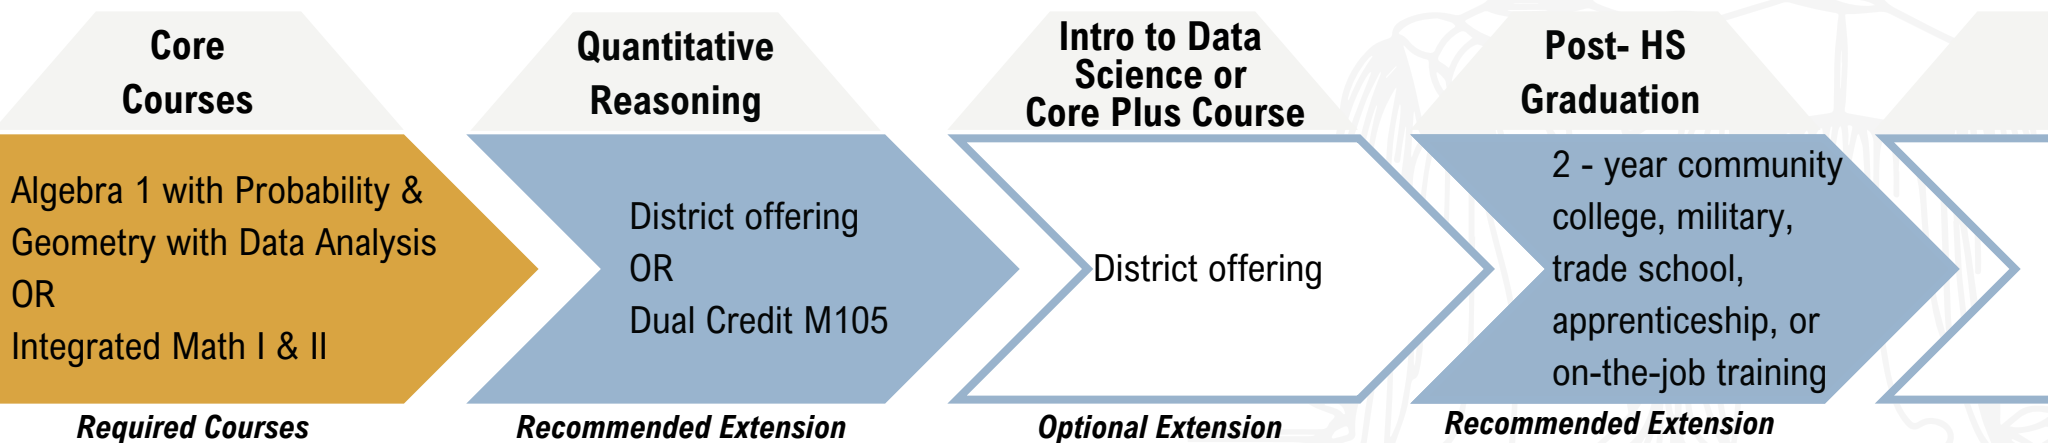 Core
Courses
Algebra 1 with Probability &
Geometry with Data Analysis
OR
Integrated Math I & II
Required Courses
Quantitative
Reasoning
District offering
OR
Dual Credit M105
Recommended Extension
Intro to Data
Science or
Core Plus Course
District offering
Optional Extension
Post- HS
Graduation
2 - year community
college, military,
trade school,
apprenticeship, or
on-the-job training
Recommended Extension